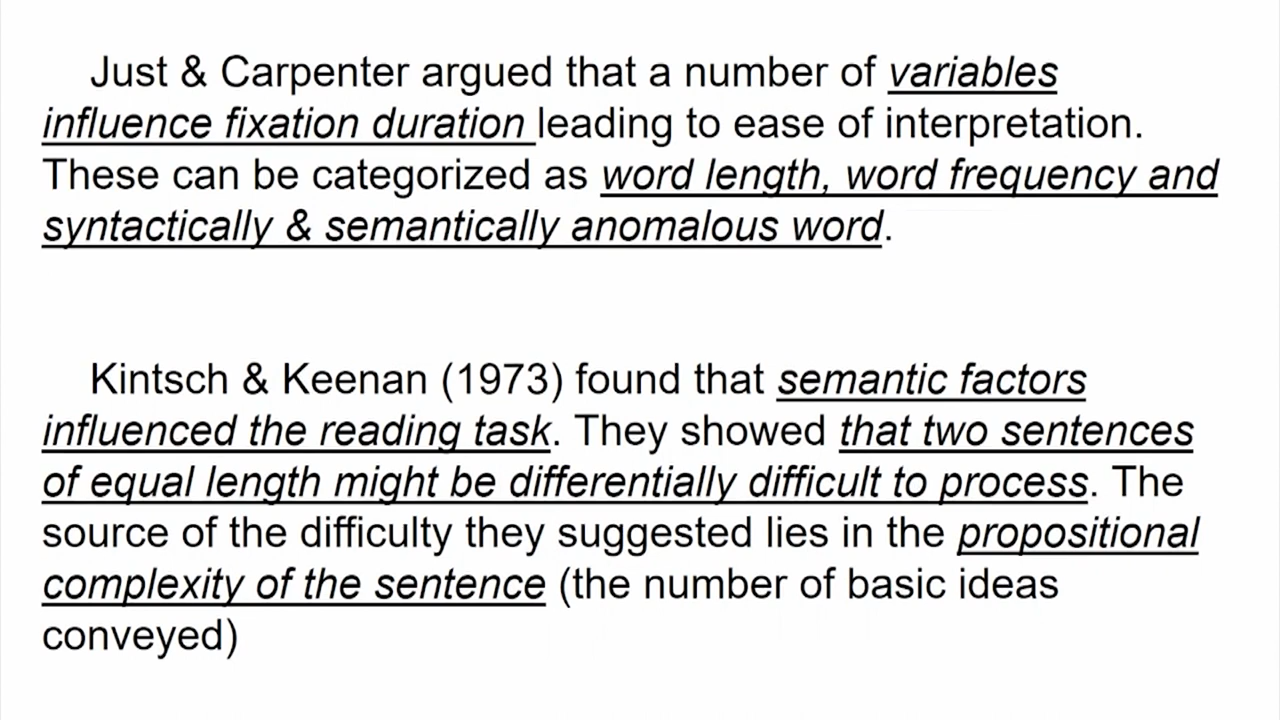 Just & Carpenter argued that a number of variables
influence fixation duration leading to ease of interpretation.
These can be categorized as word length, word frequency and
syntactically & semantically anomalous word.
Kintsch & Keenan (1973) found that semantic factors
influenced the reading task. They showed that two sentences
of equal length might be differentially difficult to process. The
source of the difficulty they suggested lies in the propositional
complexity of the sentence (the number of basic ideas
conveyed)